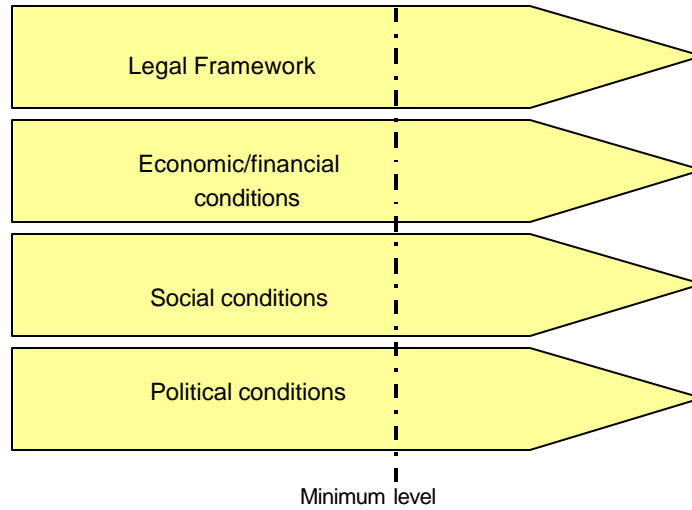 Legal Framework
Economic/financial
conditions
Social conditions
Political conditions
Minimum level